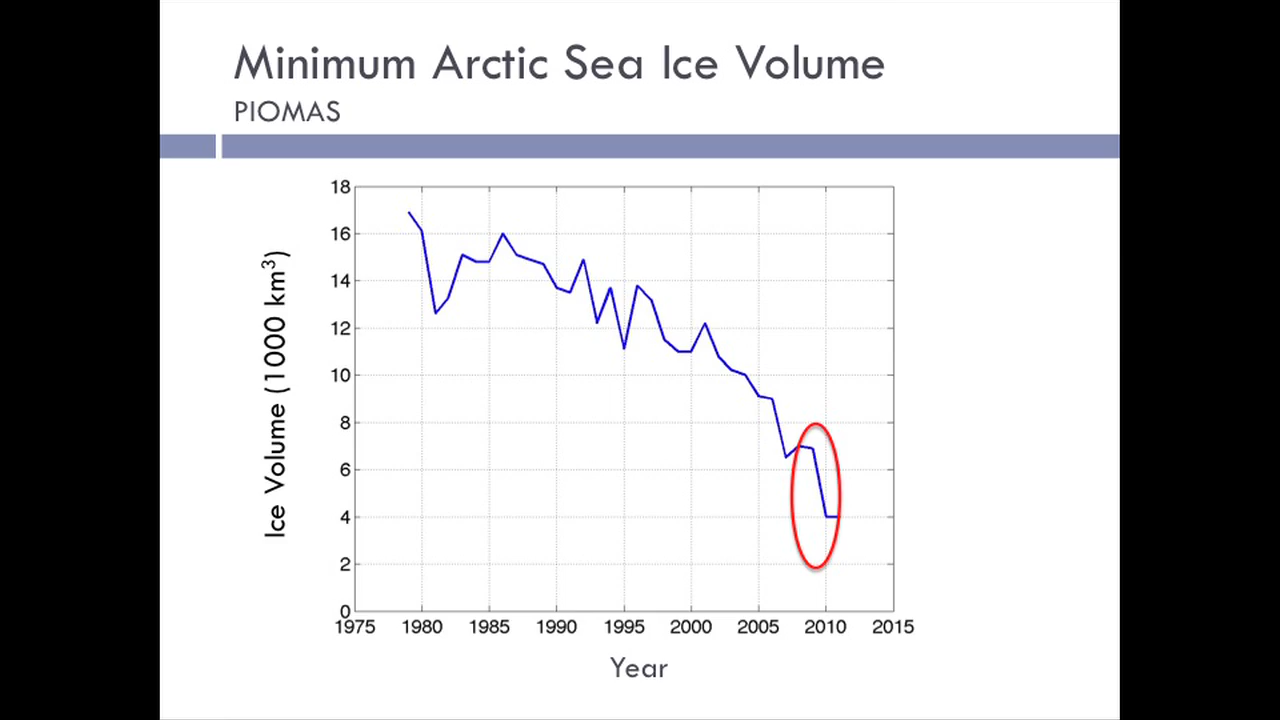 Minimum Arctic Sea Ice Volume
PIOMAS
Ice Volume (1000 km³)
18
16
14
12
10
8
6
4
2
0
1975 1980 1985 1990 1995 2000 2005 2010 2015
Year